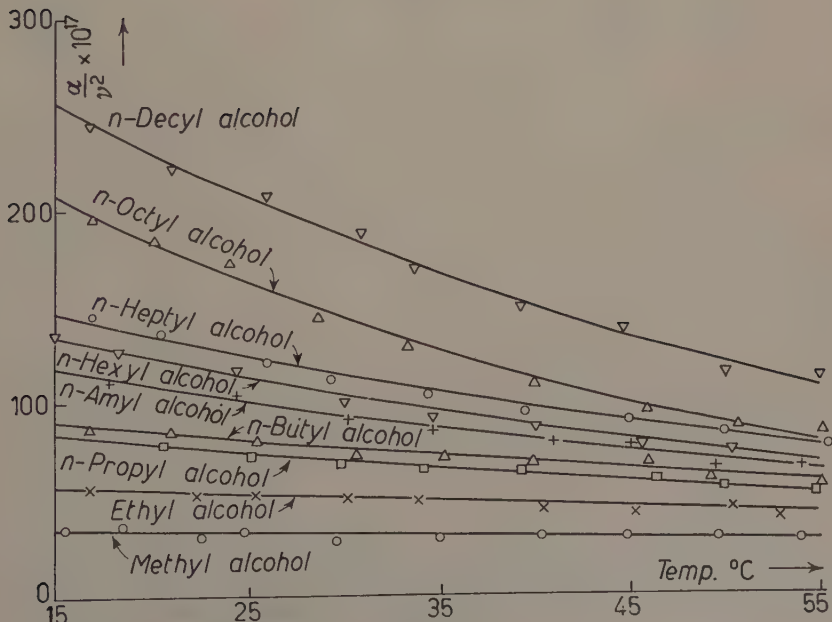 300
α/ν² × 10¹⁷
n-Decyl alcohol
200
n-Octyl alcohol
n-Heptyl alcohol
n-Hexyl alcohol
100
n-Amyl alcohol
n-Butyl alcohol
n-Propyl alcohol
Ethyl alcohol
Methyl alcohol
Temp. °C
0
15
25
35
45
55